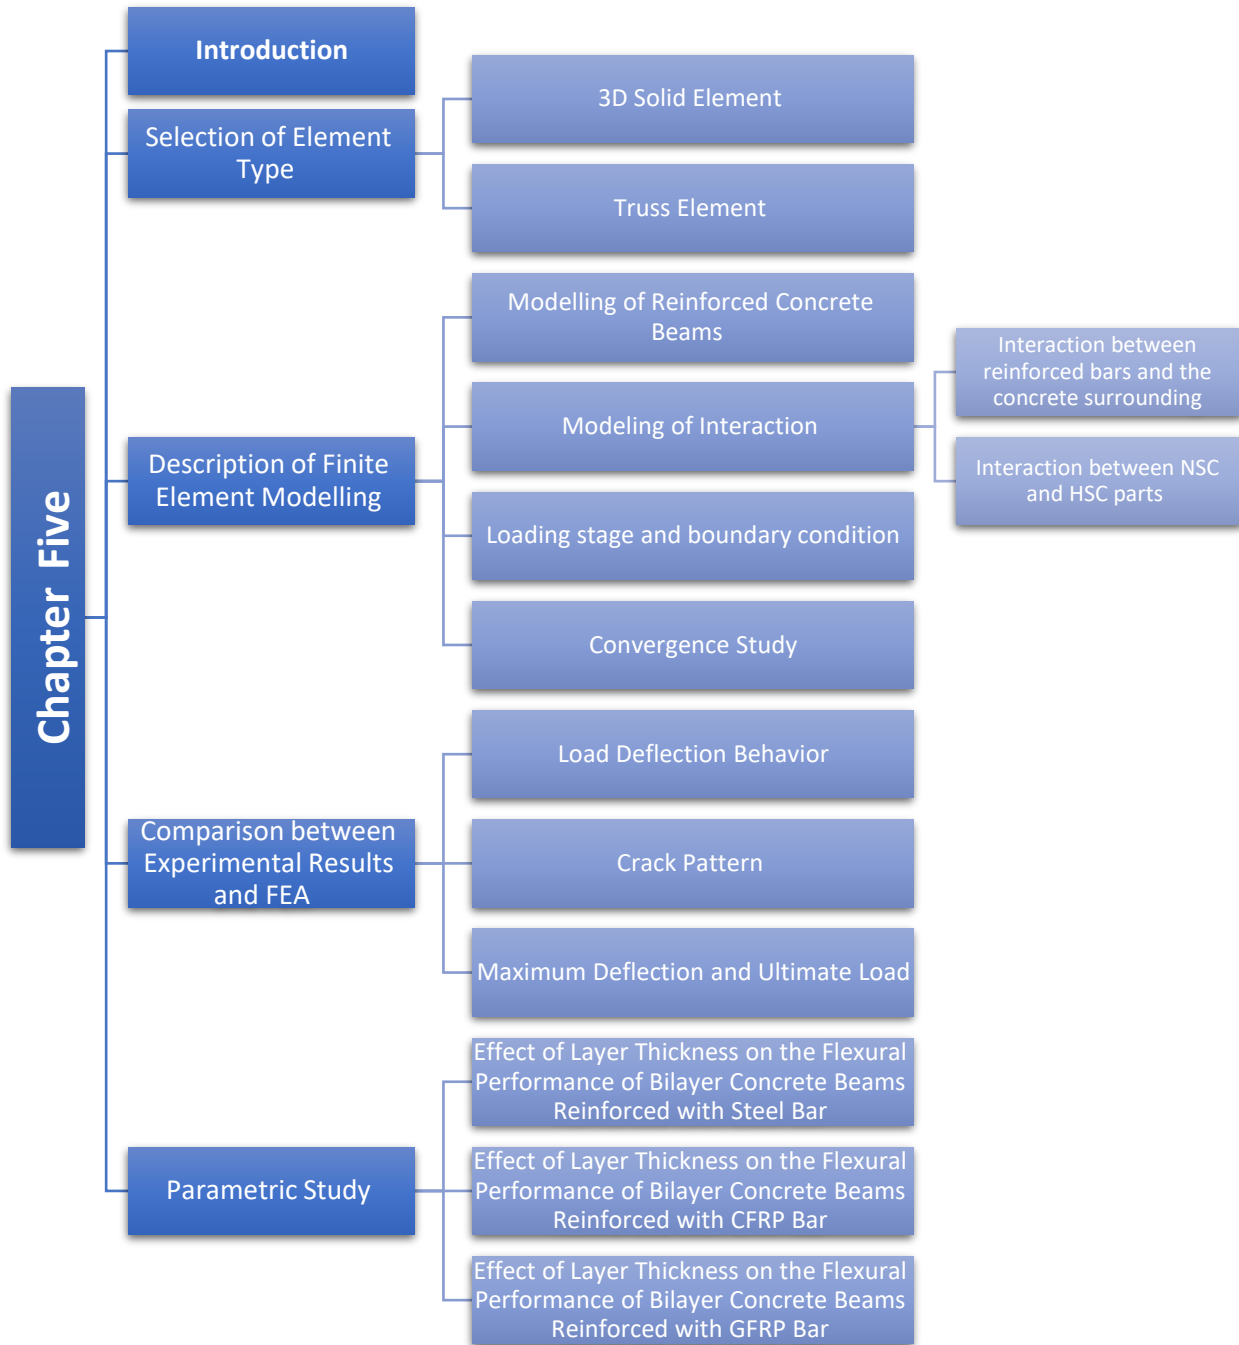 Chapter Five
Introduction
Selection of Element
Type
3D Solid Element
Truss Element
Description of Finite
Element Modelling
Modelling of Reinforced Concrete
Beams
Modeling of Interaction
Interaction between
reinforced bars and the
concrete surrounding
Interaction between NSC
and HSC parts
Loading stage and boundary condition
Convergence Study
Comparison between
Experimental Results
and FEA
Load Deflection Behavior
Crack Pattern
Maximum Deflection and Ultimate Load
Parametric Study
Effect of Layer Thickness on the Flexural
Performance of Bilayer Concrete Beams
Reinforced with Steel Bar
Effect of Layer Thickness on the Flexural
Performance of Bilayer Concrete Beams
Reinforced with CFRP Bar
Effect of Layer Thickness on the Flexural
Performance of Bilayer Concrete Beams
Reinforced with GFRP Bar